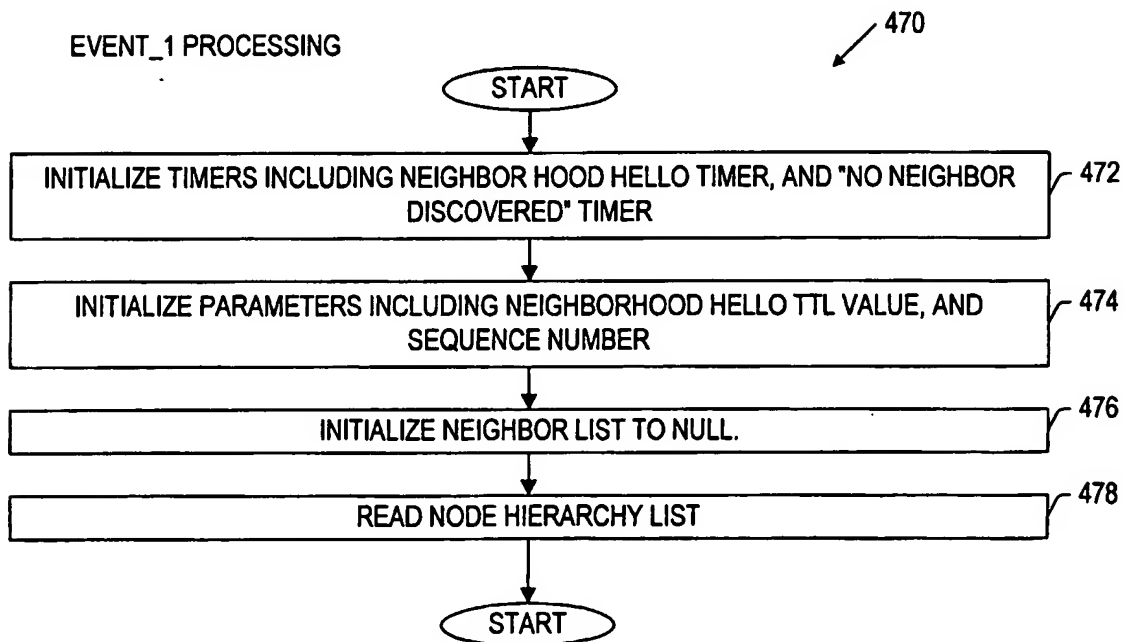 EVENT_1 PROCESSING
470
START
INITIALIZE TIMERS INCLUDING NEIGHBOR HOOD HELLO TIMER, AND "NO NEIGHBOR
DISCOVERED" TIMER
472
INITIALIZE PARAMETERS INCLUDING NEIGHBORHOOD HELLO TTL VALUE, AND
SEQUENCE NUMBER
474
INITIALIZE NEIGHBOR LIST TO NULL.
476
READ NODE HIERARCHY LIST
478
START